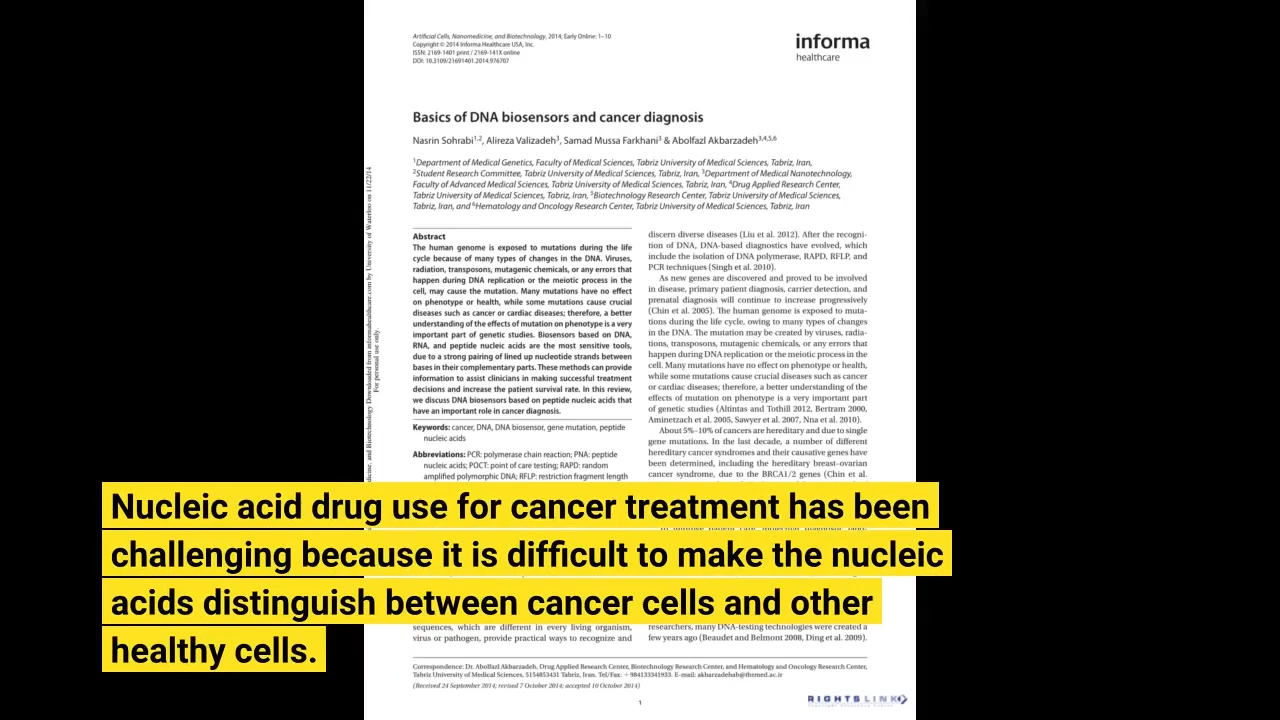 Artificial Cells, Nanomedicine, and Biotechnology, 2014; Early Online: 1–10
Copyright © 2014 Informa Healthcare USA, Inc.
ISSN: 2169-1401 print / 2169-141X online
DOI: 10.3109/21691401.2014.976707
informa
healthcare
Basics of DNA biosensors and cancer diagnosis
Nasrin Sohrabi1,2, Alireza Valizadeh3, Samad Mussa Farkhani3 & Abolfazl Akbarzadeh3,4,5,6
1Department of Medical Genetics, Faculty of Medical Sciences, Tabriz University of Medical Sciences, Tabriz, Iran,
2Student Research Committee, Tabriz University of Medical Sciences, Tabriz, Iran, 3Department of Medical Nanotechnology,
Faculty of Advanced Medical Sciences, Tabriz University of Medical Sciences, Tabriz, Iran, 4Drug Applied Research Center,
Tabriz University of Medical Sciences, Tabriz, Iran, 5Biotechnology Research Center, Tabriz University of Medical Sciences,
Tabriz, Iran, and 6Hematology and Oncology Research Center, Tabriz University of Medical Sciences, Tabriz, Iran
Abstract
The human genome is exposed to mutations during the life
cycle because of many types of changes in the DNA. Viruses,
radiation, transposons, mutagenic chemicals, or any errors that
happen during DNA replication or the meiotic process in the
cell, may cause the mutation. Many mutations have no effect
on phenotype or health, while some mutations cause crucial
diseases such as cancer or cardiac diseases; therefore, a better
understanding of the effects of mutation on phenotype is a very
important part of genetic studies. Biosensors based on DNA,
RNA, and peptide nucleic acids are the most sensitive tools,
due to a strong pairing of lined up nucleotide strands between
bases in their complementary parts. These methods can provide
information to assist clinicians in making successful treatment
decisions and increase the patient survival rate. In this review,
we discuss DNA biosensors based on peptide nucleic acids that
have an important role in cancer diagnosis.
Keywords: cancer, DNA, DNA biosensor, gene mutation, peptide
nucleic acids
Abbreviations: PCR: polymerase chain reaction; PNA: peptide
nucleic acids; POCT: point of care testing; RAPD: random
amplified polymorphic DNA; RFLP: restriction fragment length
sequences, which are different in every living organism,
virus or pathogen, provide practical ways to recognize and
discern diverse diseases (Liu et al. 2012). After the recogni-
tion of DNA, DNA-based diagnostics have evolved, which
include the isolation of DNA polymerase, RAPD, RFLP, and
PCR techniques (Singh et al. 2010).
As new genes are discovered and proved to be involved
in disease, primary patient diagnosis, carrier detection, and
prenatal diagnosis will continue to increase progressively
(Chin et al. 2005). The human genome is exposed to muta-
tions during the life cycle, owing to many types of changes
in the DNA. The mutation may be created by viruses, radia-
tions, transposons, mutagenic chemicals, or any errors that
happen during DNA replication or the meiotic process in the
cell. Many mutations have no effect on phenotype or health,
while some mutations cause crucial diseases such as cancer
or cardiac diseases; therefore, a better understanding of the
effects of mutation on phenotype is a very important part
of genetic studies (Altintas and Tothill 2012, Bertram 2000,
Aminetzach et al. 2005, Sawyer et al. 2007, Nna et al. 2010).
About 5%–10% of cancers are hereditary and due to single
gene mutations. In the last decade, a number of different
hereditary cancer syndromes and their causative genes have
been determined, including the hereditary breast–ovarian
cancer syndrome, due to the BRCA1/2 genes (Chin et al.
researchers, many DNA-testing technologies were created a
few years ago (Beaudet and Belmont 2008, Ding et al. 2009).
Nucleic acid drug use for cancer treatment has been
challenging because it is difficult to make the nucleic
acids distinguish between cancer cells and other
healthy cells.
Correspondence: Dr. Abolfazl Akbarzadeh, Drug Applied Research Center, Biotechnology Research Center, and Hematology and Oncology Research Center,
Tabriz University of Medical Sciences, 5154853431 Tabriz, Iran. Tel/Fax: + 984133341933. E-mail: akbarzadehab@tbzmed.ac.ir
(Received 24 September 2014; revised 7 October 2014; accepted 10 October 2014)
1
RIGHTSLINK
and Biotechnology Downloaded from informahealthcare.com by University of Waterloo on 11/22/14
For personal use only.